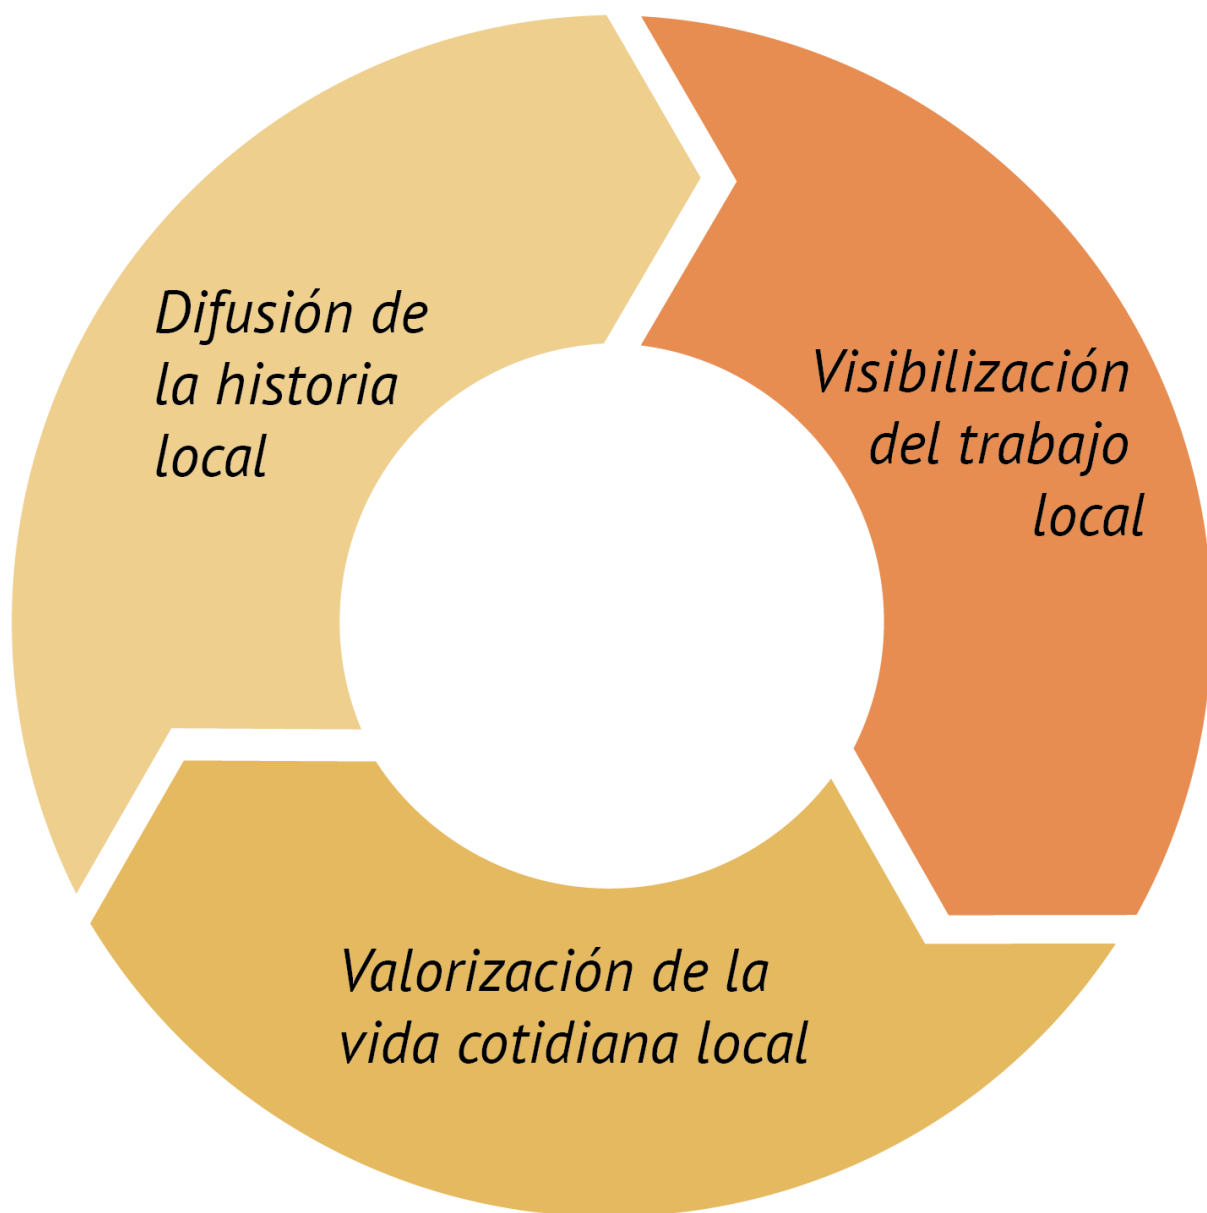 Difusión de
la historia
local
Visibilización
del trabajo
local
Valorización de la
vida cotidiana local